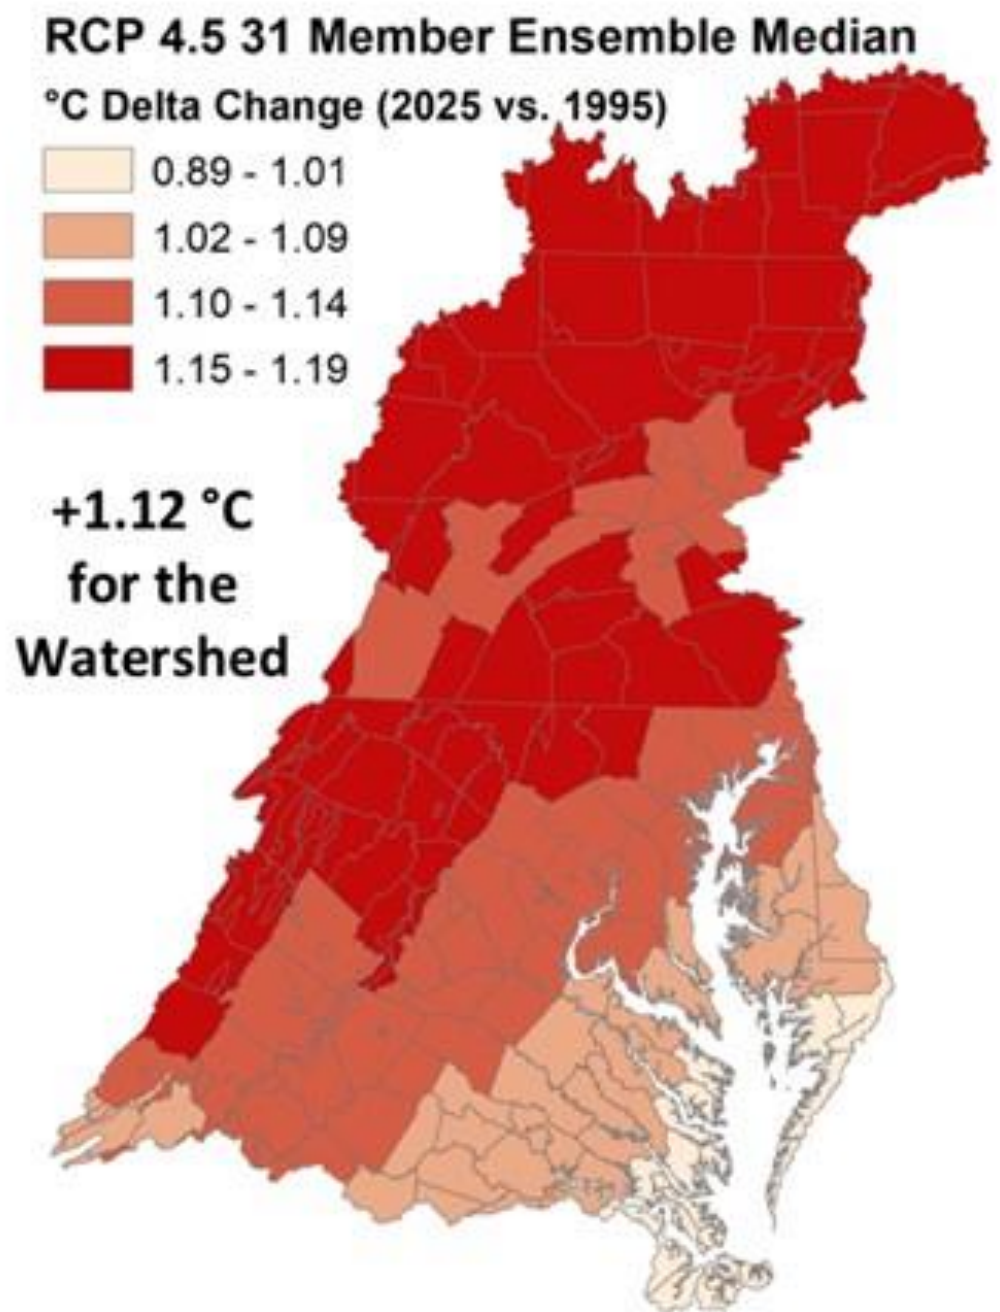 RCP 4.5 31 Member Ensemble Median
°C Delta Change (2025 vs. 1995)
0.89 - 1.01
1.02 - 1.09
1.10 - 1.14
1.15 - 1.19
+1.12 °C
for the
Watershed